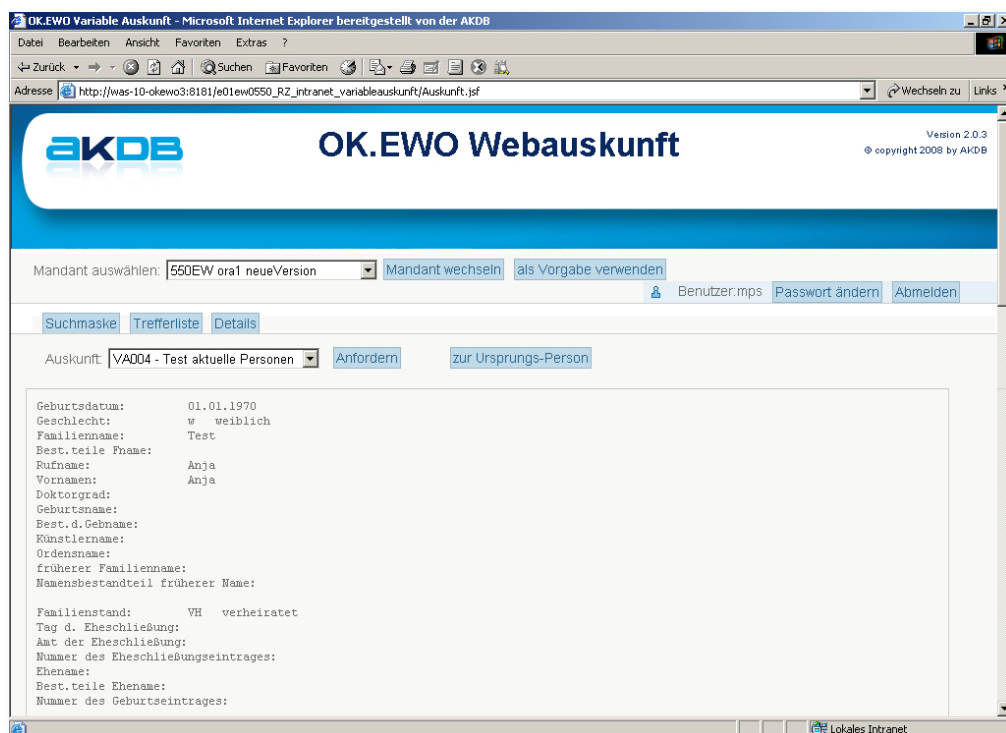 OK.EWO Variable Auskunft - Microsoft Internet Explorer bereitgestellt von der AKDB
Datei Bearbeiten Ansicht Favoriten Extras ?
Zurück Suchen Favoriten
Adresse http://was-10-okewo3:8181/e01ew0550_RZ_intranet_variableauskunft/Auskunft.jsf Wechseln zu Links
AKDB OK.EWO Webauskunft Version 2.0.3
© copyright 2008 by AKDB
Mandant auswählen: 550EW ora1 neueVersion Mandant wechseln als Vorgabe verwenden
Benutzer:mps Passwort ändern Abmelden
Suchmaske Trefferliste Details
Auskunft: VA004 - Test aktuelle Personen Anfordern zur Ursprungs-Person
Geburtsdatum: 01.01.1970
Geschlecht: w weiblich
Familienname: Test
Best.teile Fname:
Rufname: Anja
Vornamen: Anja
Doktorgrad:
Geburtsname:
Best.d.Gebname:
Künstlername:
Ordensname:
früherer Familienname:
Namensbestandteil früherer Name:
Familienstand: VH verheiratet
Tag d. Eheschließung:
Amt der Eheschließung:
Nummer des Eheschließungseintrages:
Ehename:
Best.teile Ehename:
Nummer des Geburtseintrages:
Lokales Intranet